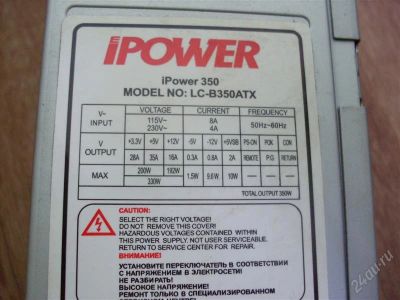 iPOWER
iPower 350
MODEL NO: LC-B350ATX
V~ INPUT VOLTAGE CURRENT FREQUENCY
115V~ 8A 50Hz~60Hz
230V~ 4A
V OUTPUT +3.3V +5V +12V -5V -12V +5VSB PS-ON POK COM
28A 35A 16A 0.3A 0.8A 2A REMOTE P.G RETURN
MAX 200W 192W 1.5W 9.6W 10W
330W
TOTAL OUTPUT 350W
CAUTION:
SELECT THE RIGHT VOLTAGE!
DO NOT REMOVE THIS COVER!
HAZARDOUS VOLTAGES CONTAINED WITHIN
THIS POWER SUPPLY. NOT USER SERVICEABLE.
RETURN TO SERVICE CENTER FOR REPAIR.
ВНИМАНИЕ!
УСТАНОВИТЕ ПЕРЕКЛЮЧАТЕЛЬ В СООТВЕТСТВИИ
С НАПРЯЖЕНИЕМ В ЭЛЕКТРОСЕТИ!
НЕ РАЗБИРАТЬ!
ВЫСОКОЕ НАПРЯЖЕНИЕ!
РЕМОНТ ТОЛЬКО В СПЕЦИАЛИЗИРОВАННОМ
24au.ru